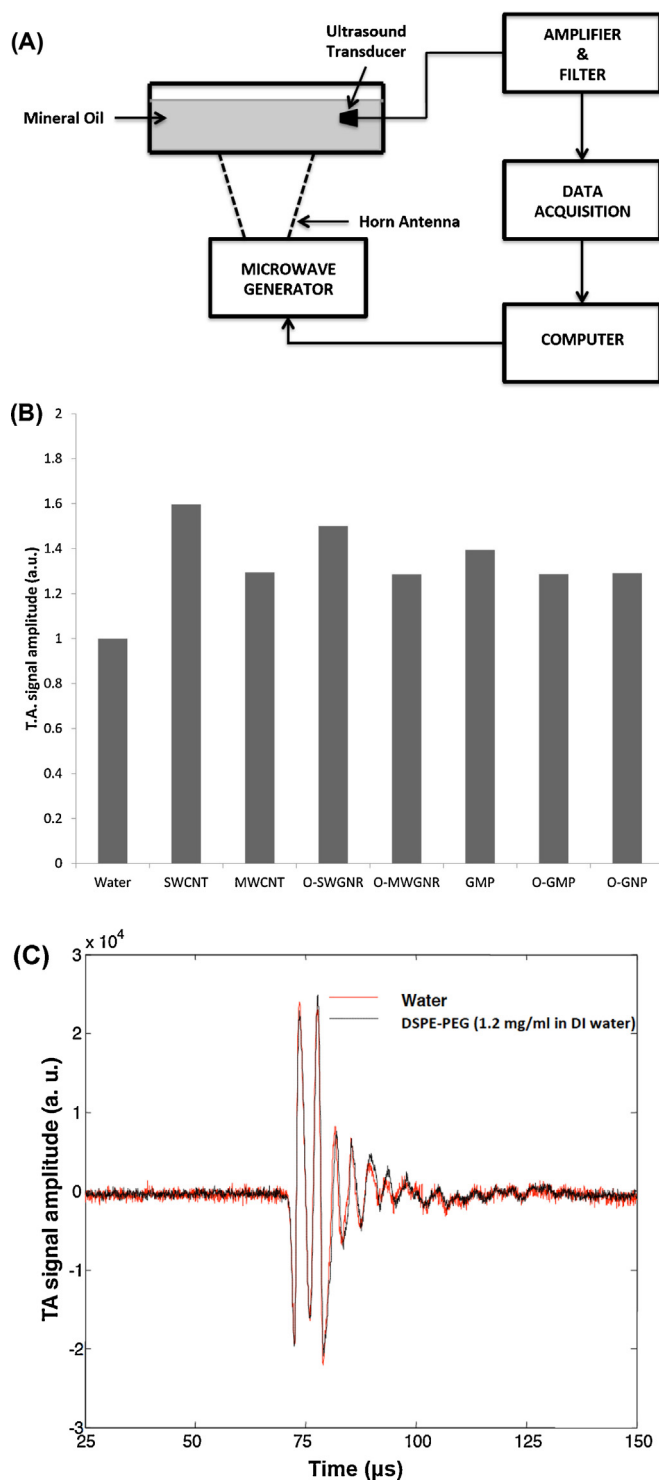 (A)
Ultrasound
Transducer
AMPLIFIER
&
FILTER
Mineral Oil
Horn Antenna
DATA
ACQUISITION
MICROWAVE
GENERATOR
COMPUTER
(B)
T.A. signal amplitude (a.u.)
2
1.8
1.6
1.4
1.2
1
0.8
0.6
0.4
0.2
0
Water SWCNT MWCNT O-SWGNR O-MWGNR GMP O-GMP O-GNP
(C)
x 10⁴
TA signal amplitude (a. u.)
3
2
1
0
-1
-2
-3
Water
DSPE-PEG (1.2 mg/ml in DI water)
25 50 75 100 125 150
Time (µs)